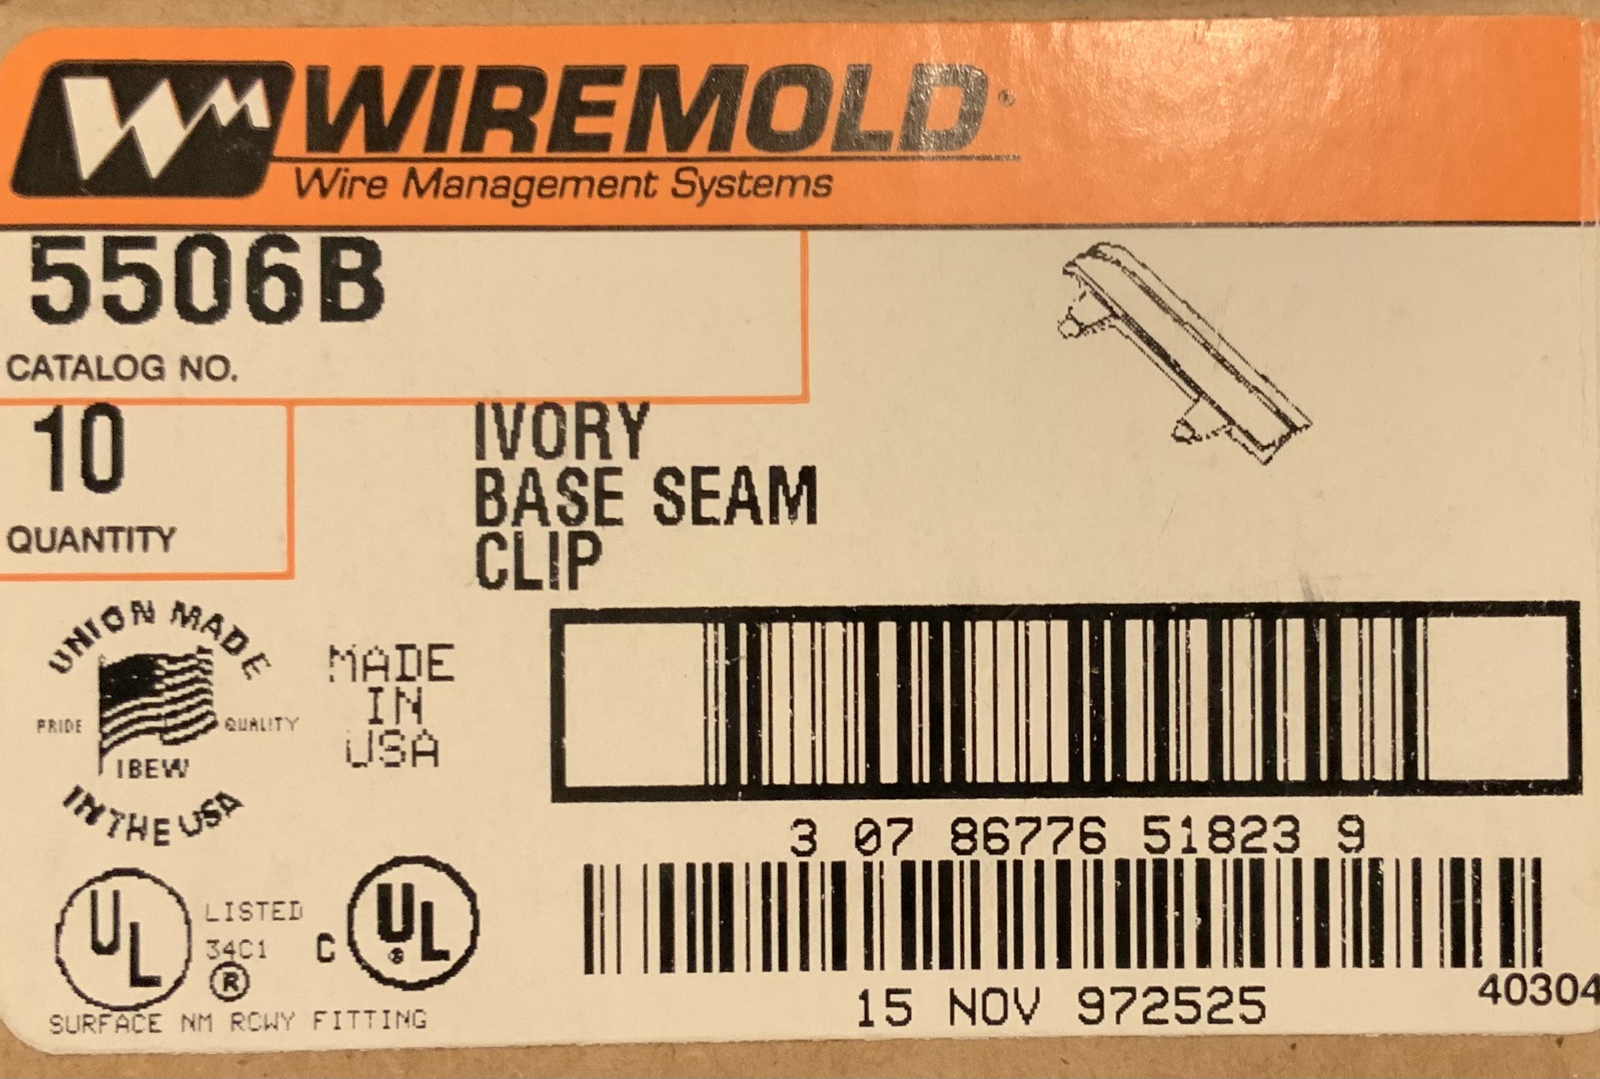 WM WIREMOLD®
Wire Management Systems
5506B
CATALOG NO.
10
QUANTITY
IVORY
BASE SEAM
CLIP
UNION MADE
PRIDE QUALITY
IBEW
IN THE USA
MADE
IN
USA
3 07 86776 51823 9
UL LISTED
34C1
®
C UL®
SURFACE NM RCWY FITTING
15 NOV 972525
40304